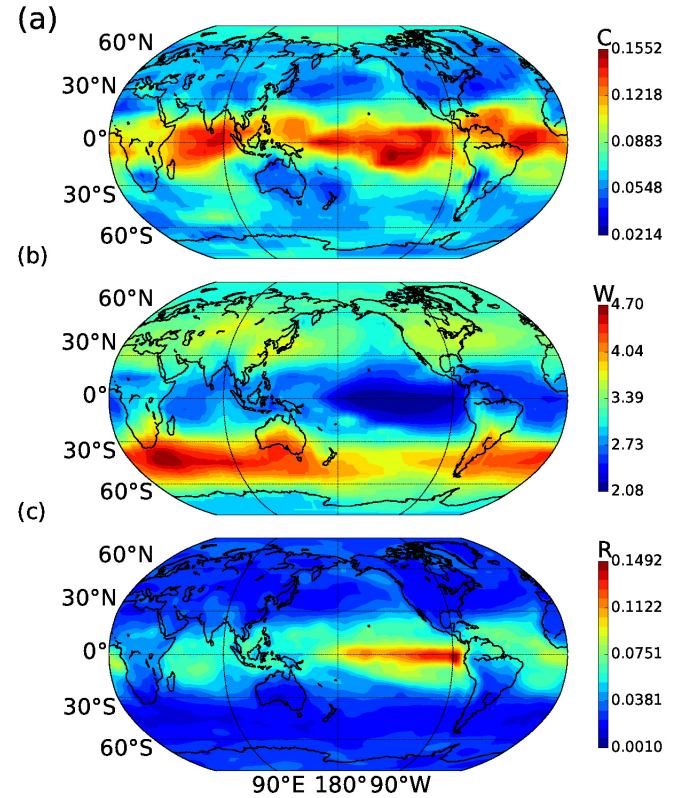 (a)
C
60°N
30°N
0°
30°S
60°S
0.1552
0.1218
0.0883
0.0548
0.0214
(b)
W
60°N
30°N
0°
30°S
60°S
4.70
4.04
3.39
2.73
2.08
(c)
R
60°N
30°N
0°
30°S
60°S
0.1492
0.1122
0.0751
0.0381
0.0010
90°E 180°90°W